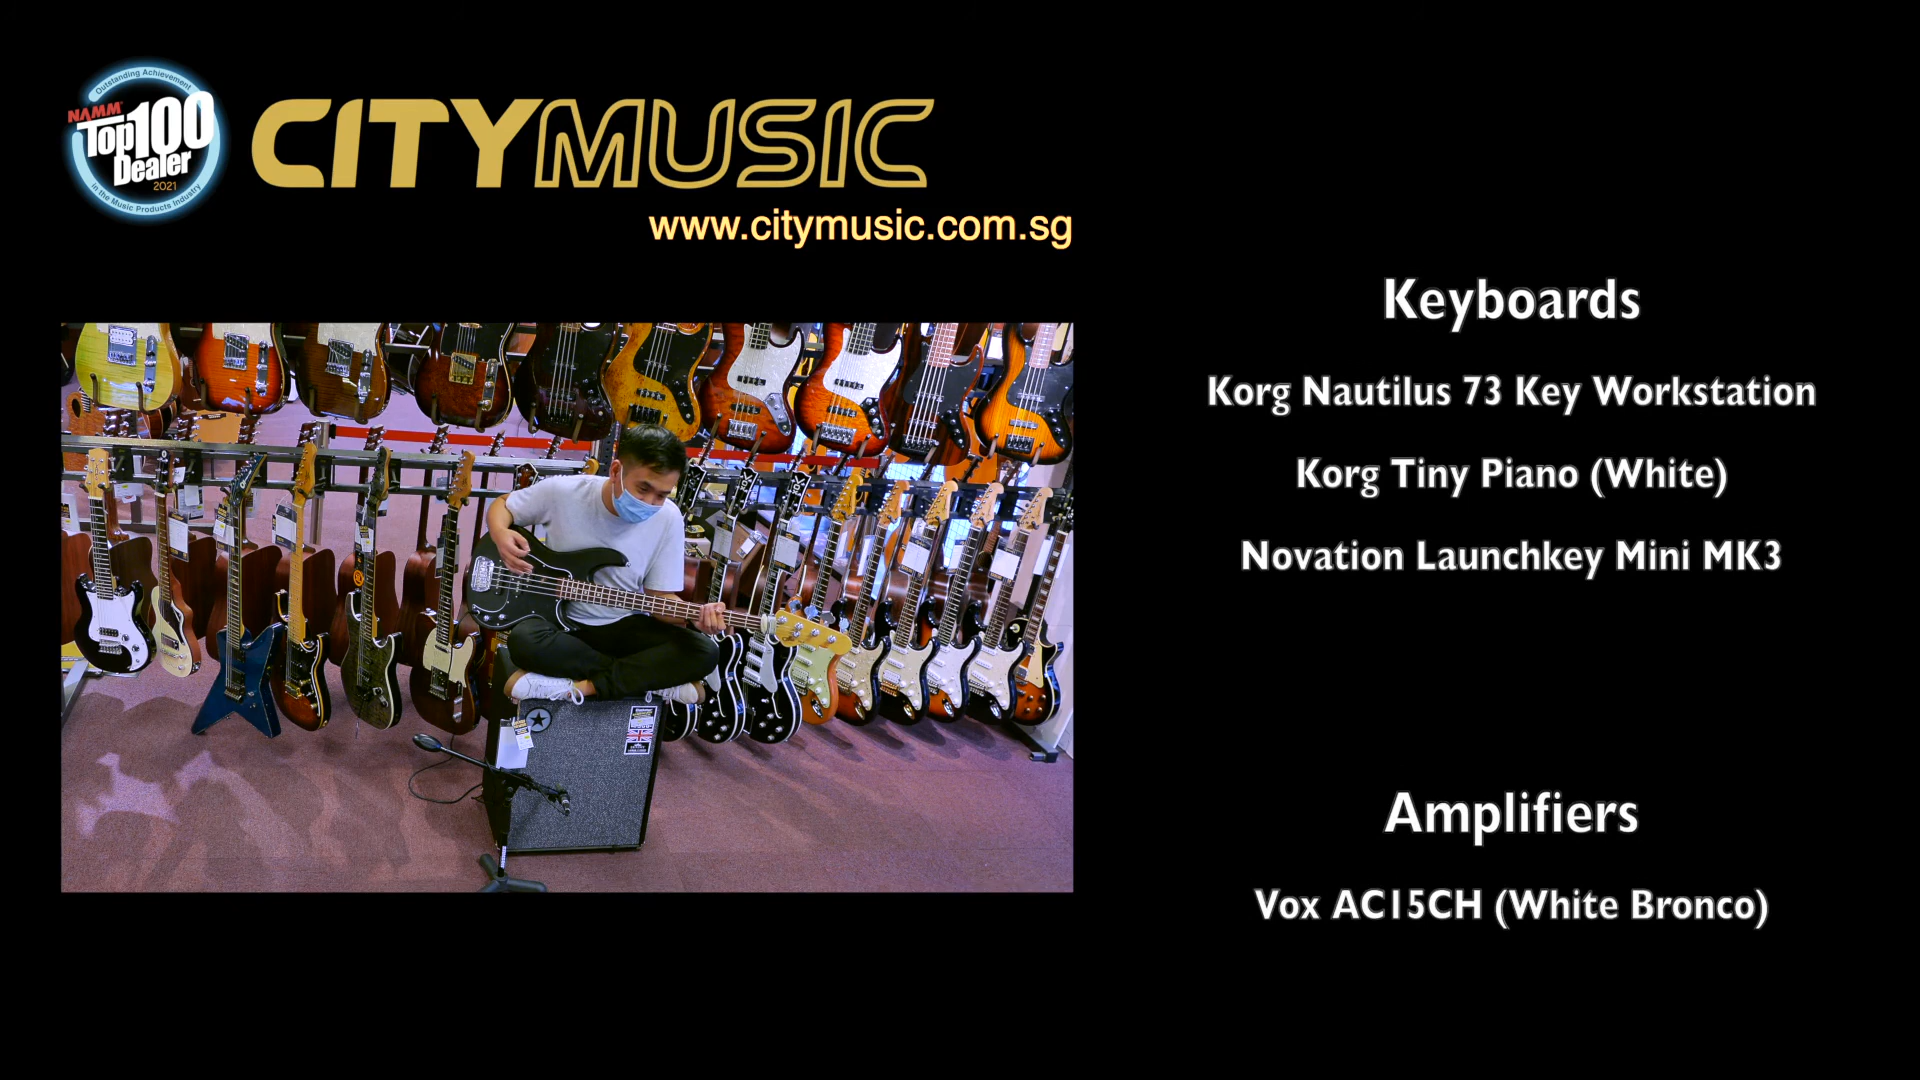 Outstanding Achievement
NAMM
Top100
Dealer
2021
in the Music Products Industry
CITYMUSIC
www.citymusic.com.sg
Keyboards
Korg Nautilus 73 Key Workstation
Korg Tiny Piano (White)
Novation Launchkey Mini MK3
Amplifiers
Vox AC15CH (White Bronco)